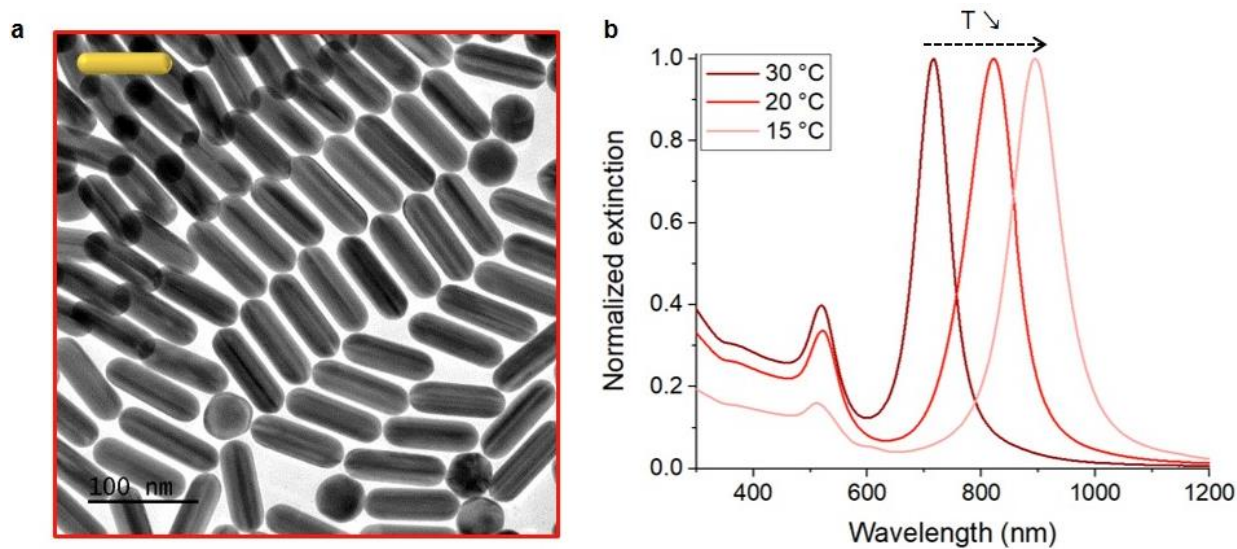 a
100 nm
b
T ↘
30 °C
20 °C
15 °C
Normalized extinction
1.0
0.8
0.6
0.4
0.2
0.0
400
600
800
1000
1200
Wavelength (nm)